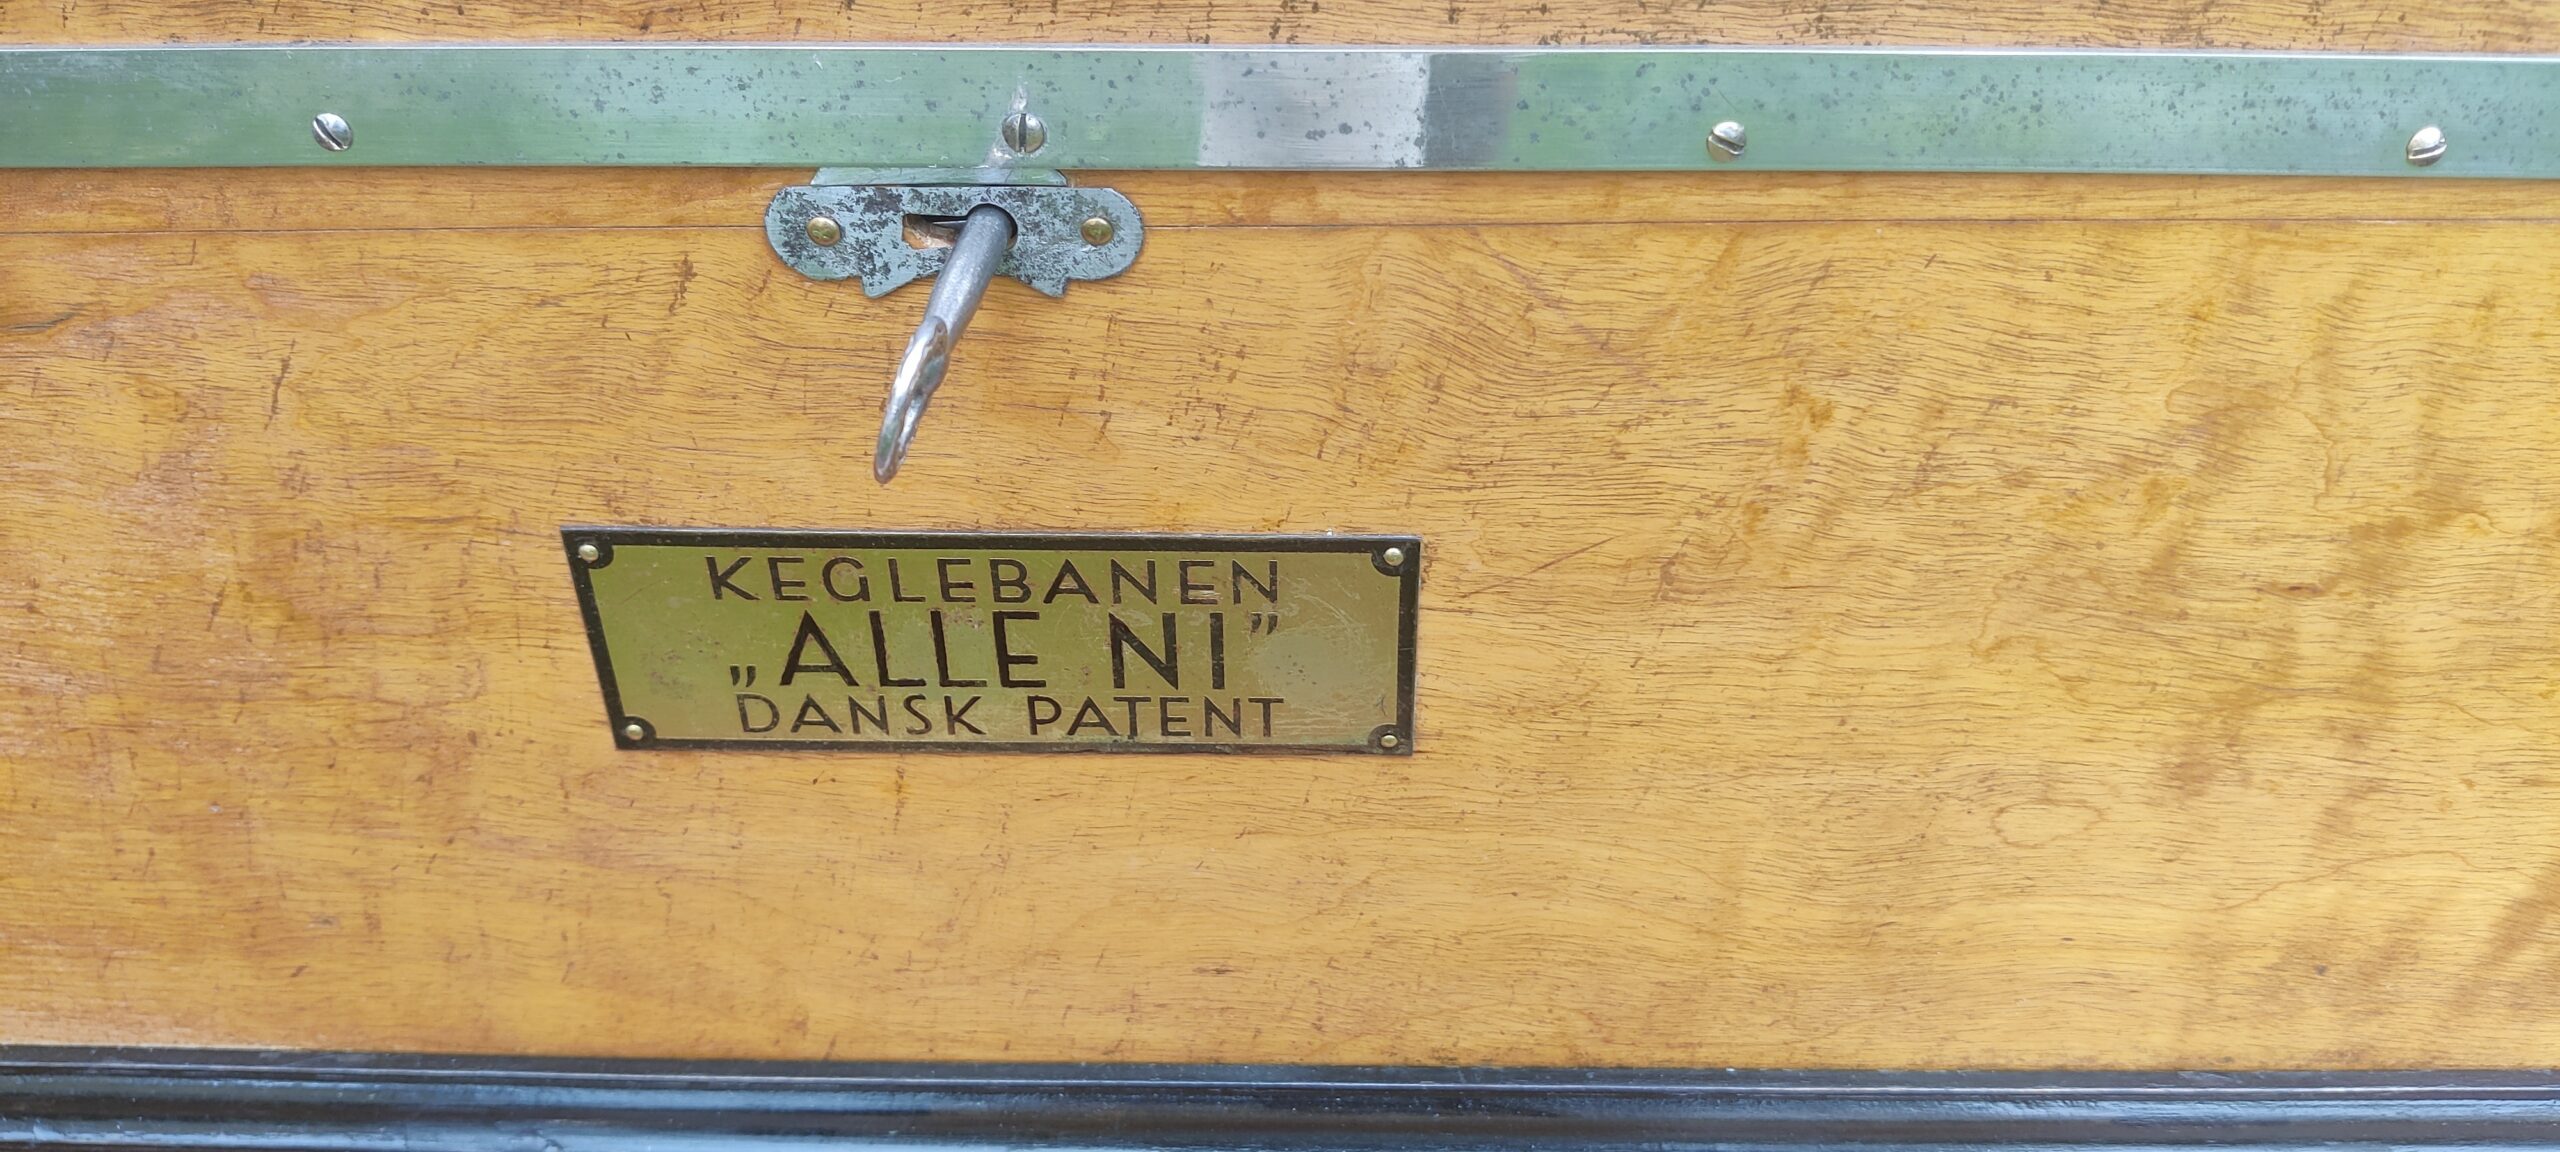 KEGLEBANEN
„ALLE NI”
DANSK PATENT